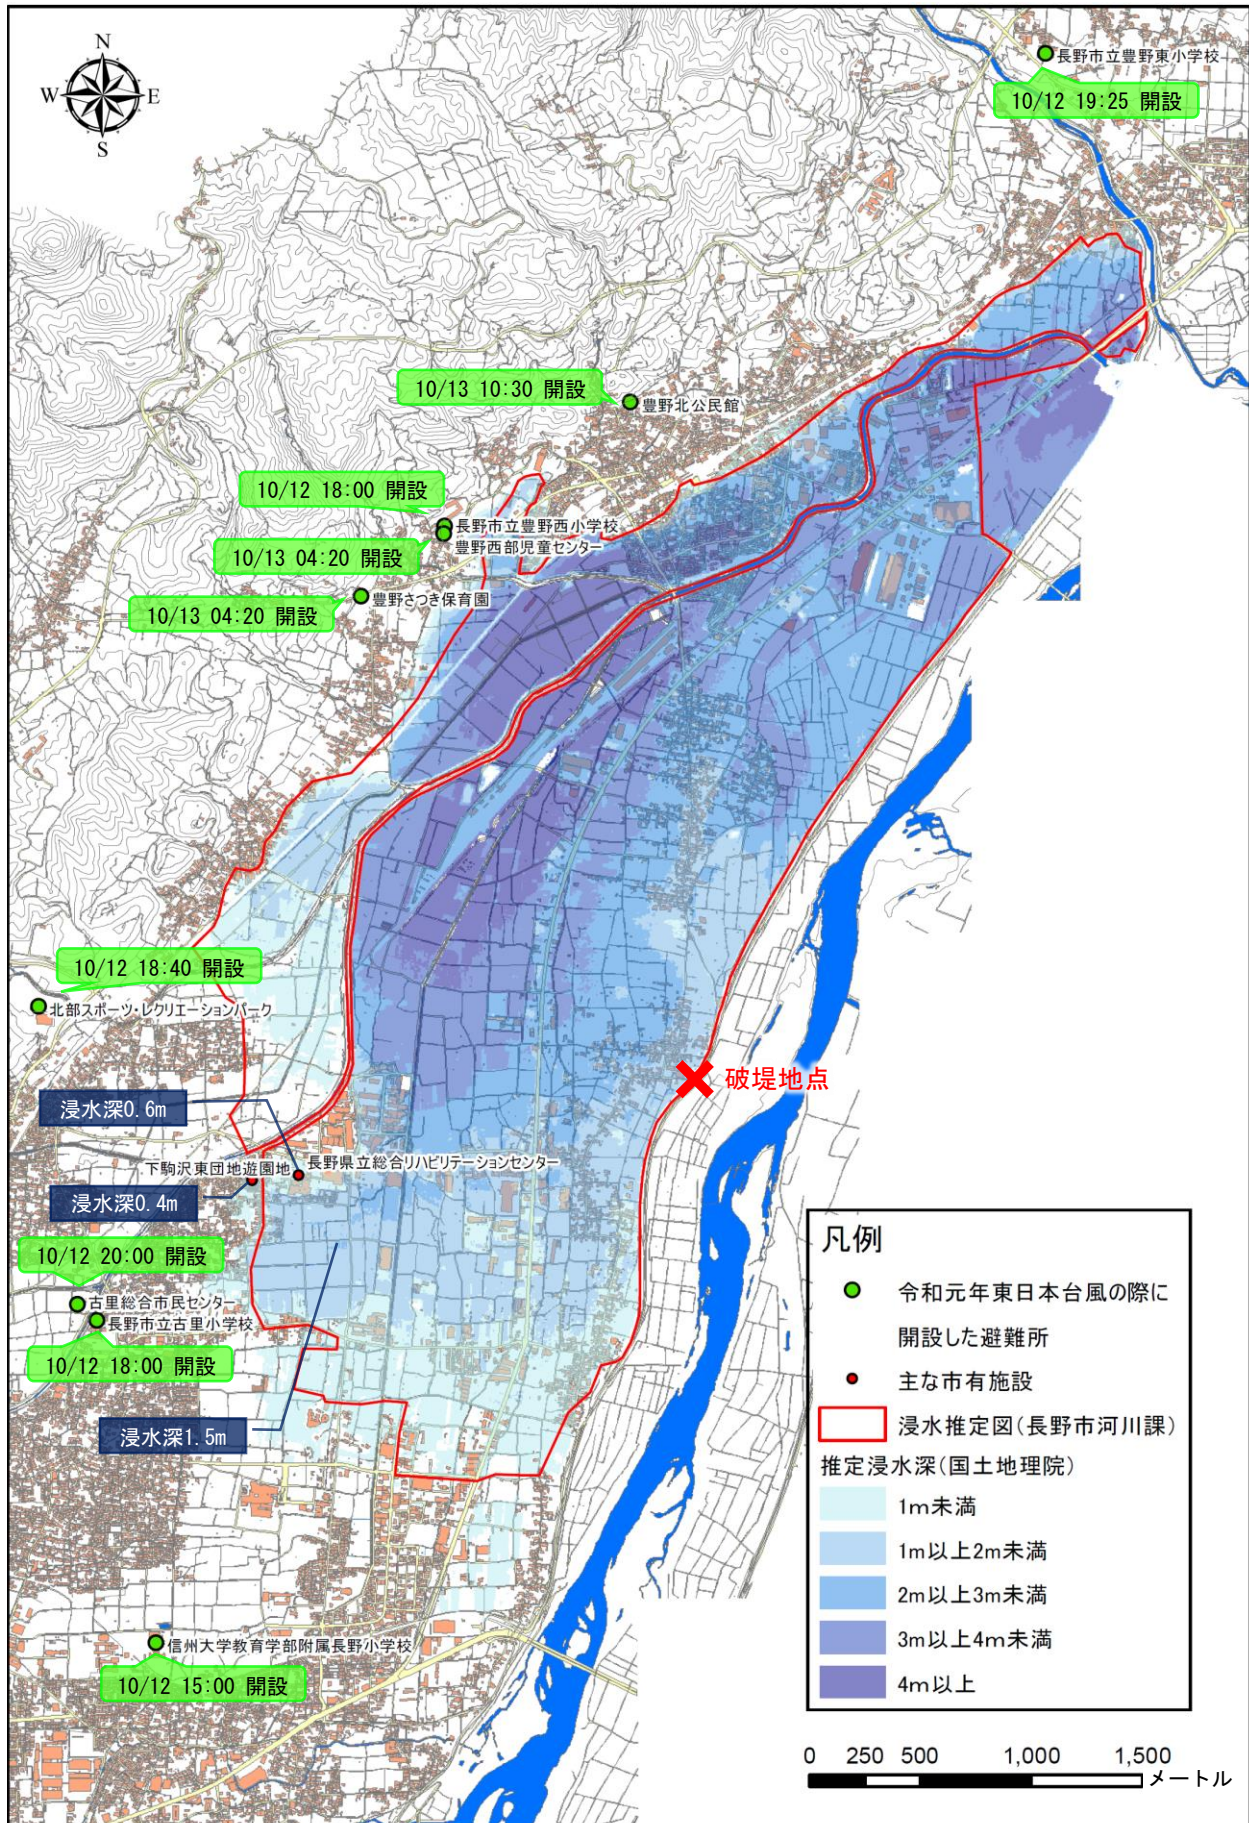 N
W E
S
長野市立豊野東小学校
10/12 19:25 開設
10/13 10:30 開設
豊野北公民館
10/12 18:00 開設
長野市立豊野西小学校
豊野西部児童センター
10/13 04:20 開設
豊野さつき保育園
10/13 04:20 開設
10/12 18:40 開設
北部スポーツ・レクリエーションパーク
破堤地点
浸水深0.6m
長野県立総合リハビリテーションセンター
下駒沢東団地遊園地
浸水深0.4m
10/12 20:00 開設
古里総合市民センター
長野市立古里小学校
10/12 18:00 開設
浸水深1.5m
信州大学教育学部附属長野小学校
10/12 15:00 開設
凡例
令和元年東日本台風の際に
開設した避難所
主な市有施設
浸水推定図(長野市河川課)
推定浸水深(国土地理院)
1m未満
1m以上2m未満
2m以上3m未満
3m以上4m未満
4m以上
0 250 500 1,000 1,500
メートル